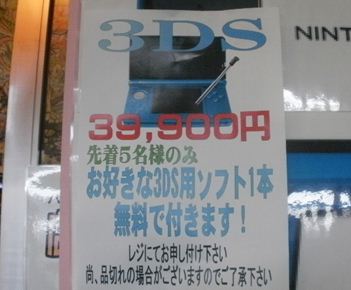 3DS
39,900円
先着5名様のみ
お好きな3DS用ソフト1本
無料で付きます！
レジにてお申し付け下さい
尚、品切れの場合がございますのでご了承下さい
NINT